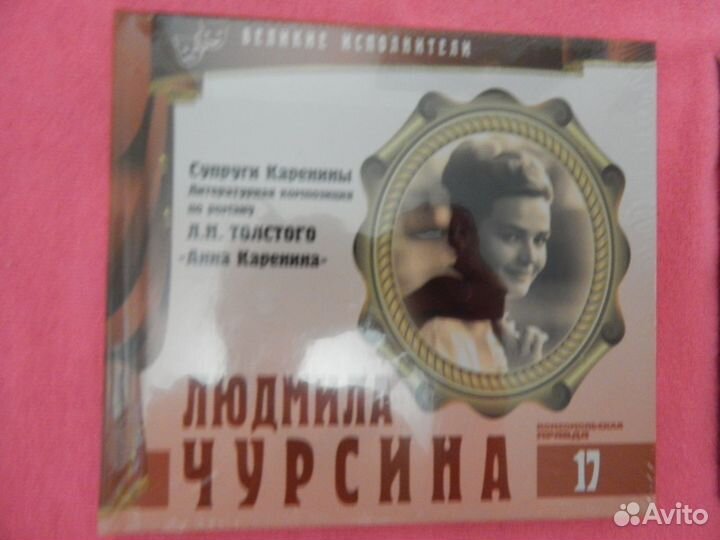 ВЕЛИКИЕ ИСПОЛНИТЕЛИ
Супруги Каренины
Литературная композиция
по роману
Л.Н. ТОЛСТОГО
«Анна Каренина»
ЛЮДМИЛА
ЧУРСИНА
КОМСОМОЛЬСКАЯ
ПРАВДА
17
Avito